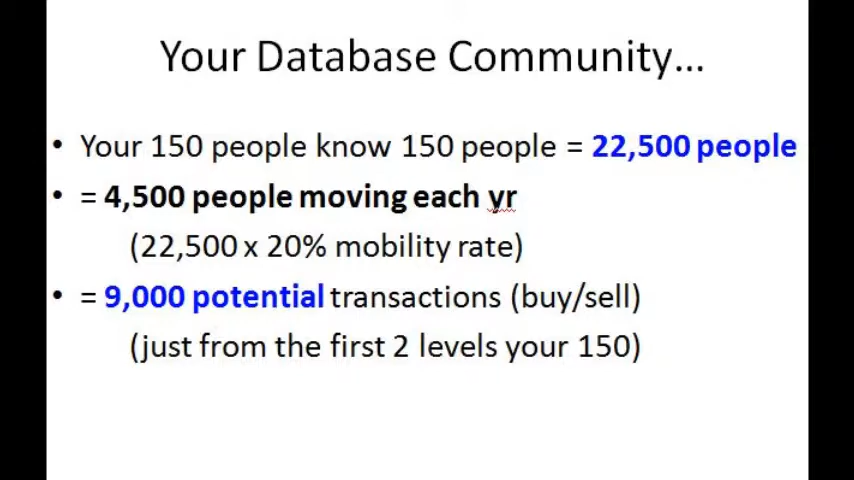 Your Database Community...
• Your 150 people know 150 people = 22,500 people
• = 4,500 people moving each yr
(22,500 x 20% mobility rate)
• = 9,000 potential transactions (buy/sell)
(just from the first 2 levels your 150)